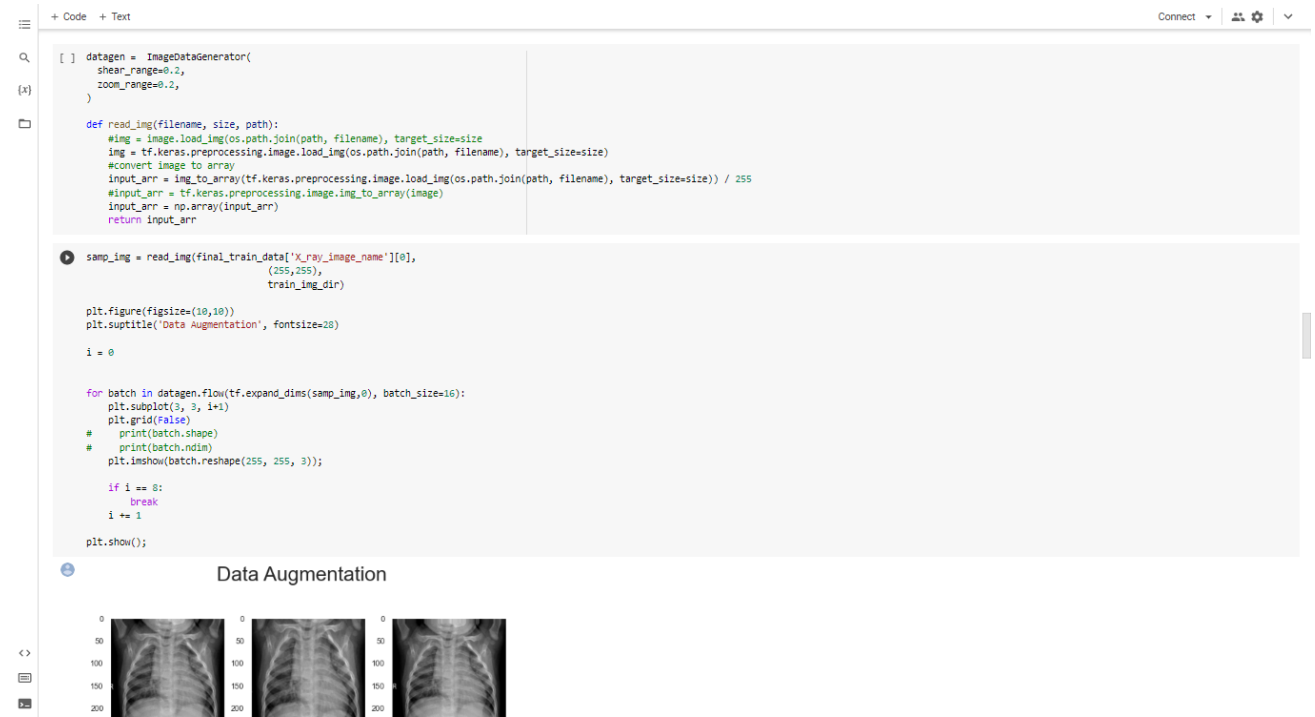 + Code + Text
Connect
[ ] datagen =  ImageDataGenerator(
  shear_range=0.2,
  zoom_range=0.2,
)
def read_img(filename, size, path):
    #img = image.load_img(os.path.join(path, filename), target_size=size
    img = tf.keras.preprocessing.image.load_img(os.path.join(path, filename), target_size=size)
    #convert image to array
    input_arr = img_to_array(tf.keras.preprocessing.image.load_img(os.path.join(path, filename), target_size=size)) / 255
    #input_arr = tf.keras.preprocessing.image.img_to_array(image)
    input_arr = np.array(input_arr)
    return input_arr
samp_img = read_img(final_train_data['X_ray_image_name'][0],
                                 (255,255),
                                 train_img_dir)
plt.figure(figsize=(10,10))
plt.suptitle('Data Augmentation', fontsize=28)
i = 0
for batch in datagen.flow(tf.expand_dims(samp_img,0), batch_size=16):
    plt.subplot(3, 3, i+1)
    plt.grid(False)
#     print(batch.shape)
#     print(batch.ndim)
    plt.imshow(batch.reshape(255, 255, 3));
    if i == 8:
        break
    i += 1
plt.show();
Data Augmentation
0 0 0
50 50 50
100 100 100
150 R 150 150 R
200 200 200
{x}